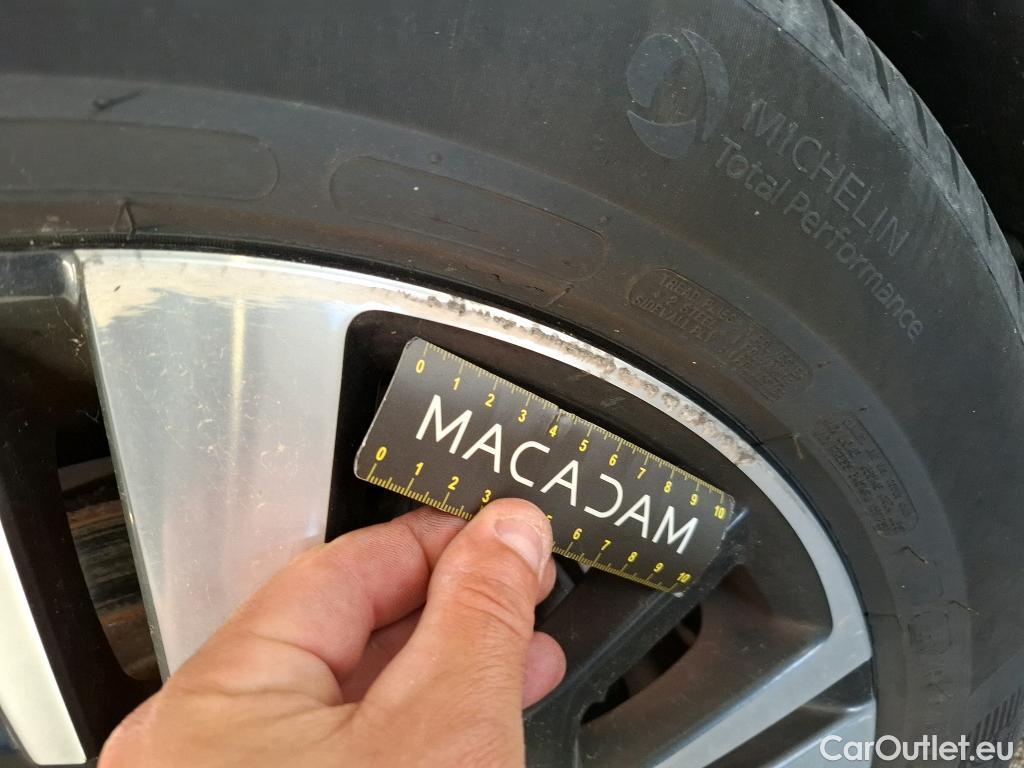 MICHELIN
Total Performance
0 1 2 3 4 5 6 7 8 9 10
MACADAM
0 1 2 3 5 6 7 8 9 10
CarOutlet.eu